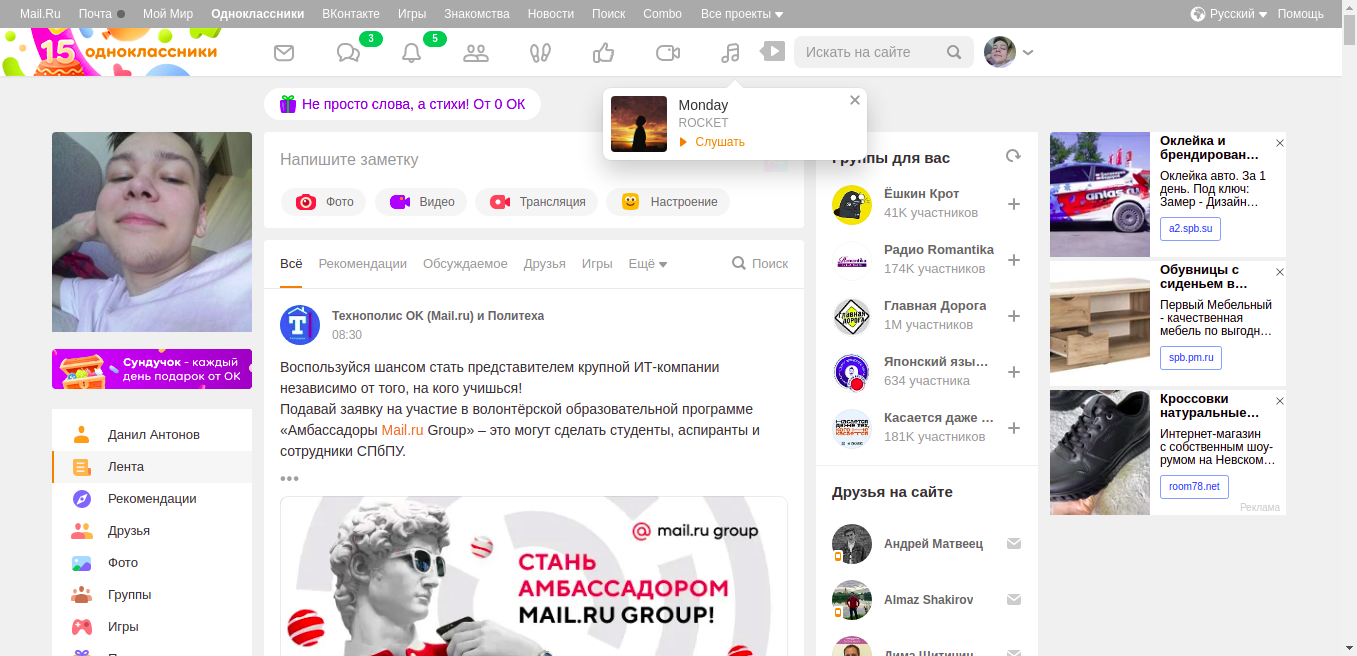 Mail.Ru Почта Мой Мир Одноклассники ВКонтакте Игры Знакомства Новости Поиск Combo Все проекты Русский Помощь
15 одноклассники
3
5
Искать на сайте
Не просто слова, а стихи! От 0 ОК
Monday
ROCKET
Слушать
Напишите заметку
Фото Видео Трансляция Настроение
Всё Рекомендации Обсуждаемое Друзья Игры Ещё Поиск
Технополис OK (Mail.ru) и Политеха
08:30
Воспользуйся шансом стать представителем крупной ИТ-компании
независимо от того, на кого учишься!
Подавай заявку на участие в волонтёрской образовательной программе
«Амбассадоры Mail.ru Group» – это могут сделать студенты, аспиранты и
сотрудники СПбПУ.
•••
@ mail.ru group
СТАНЬ
АМБАССАДОРОМ
MAIL.RU GROUP!
Сундучок - каждый
день подарок от ОК
Данил Антонов
Лента
Рекомендации
Друзья
Фото
Группы
Игры
Группы для вас
Ёшкин Крот
41K участников
Радио Romantika
174K участников
Главная Дорога
1M участников
Японский язы…
634 участника
Касается даже …
181K участников
Друзья на сайте
Андрей Матвеец
Almaz Shakirov
Дима Щитинин
Оклейка и
брендирован…
Оклейка авто. За 1
день. Под ключ:
Замер - Дизайн…
a2.spb.su
Обувницы с
сиденьем в…
Первый Мебельный
- качественная
мебель по выгодн…
spb.pm.ru
Кроссовки
натуральные…
Интернет-магазин
с собственным шоу-
румом на Невском…
room78.net
Реклама